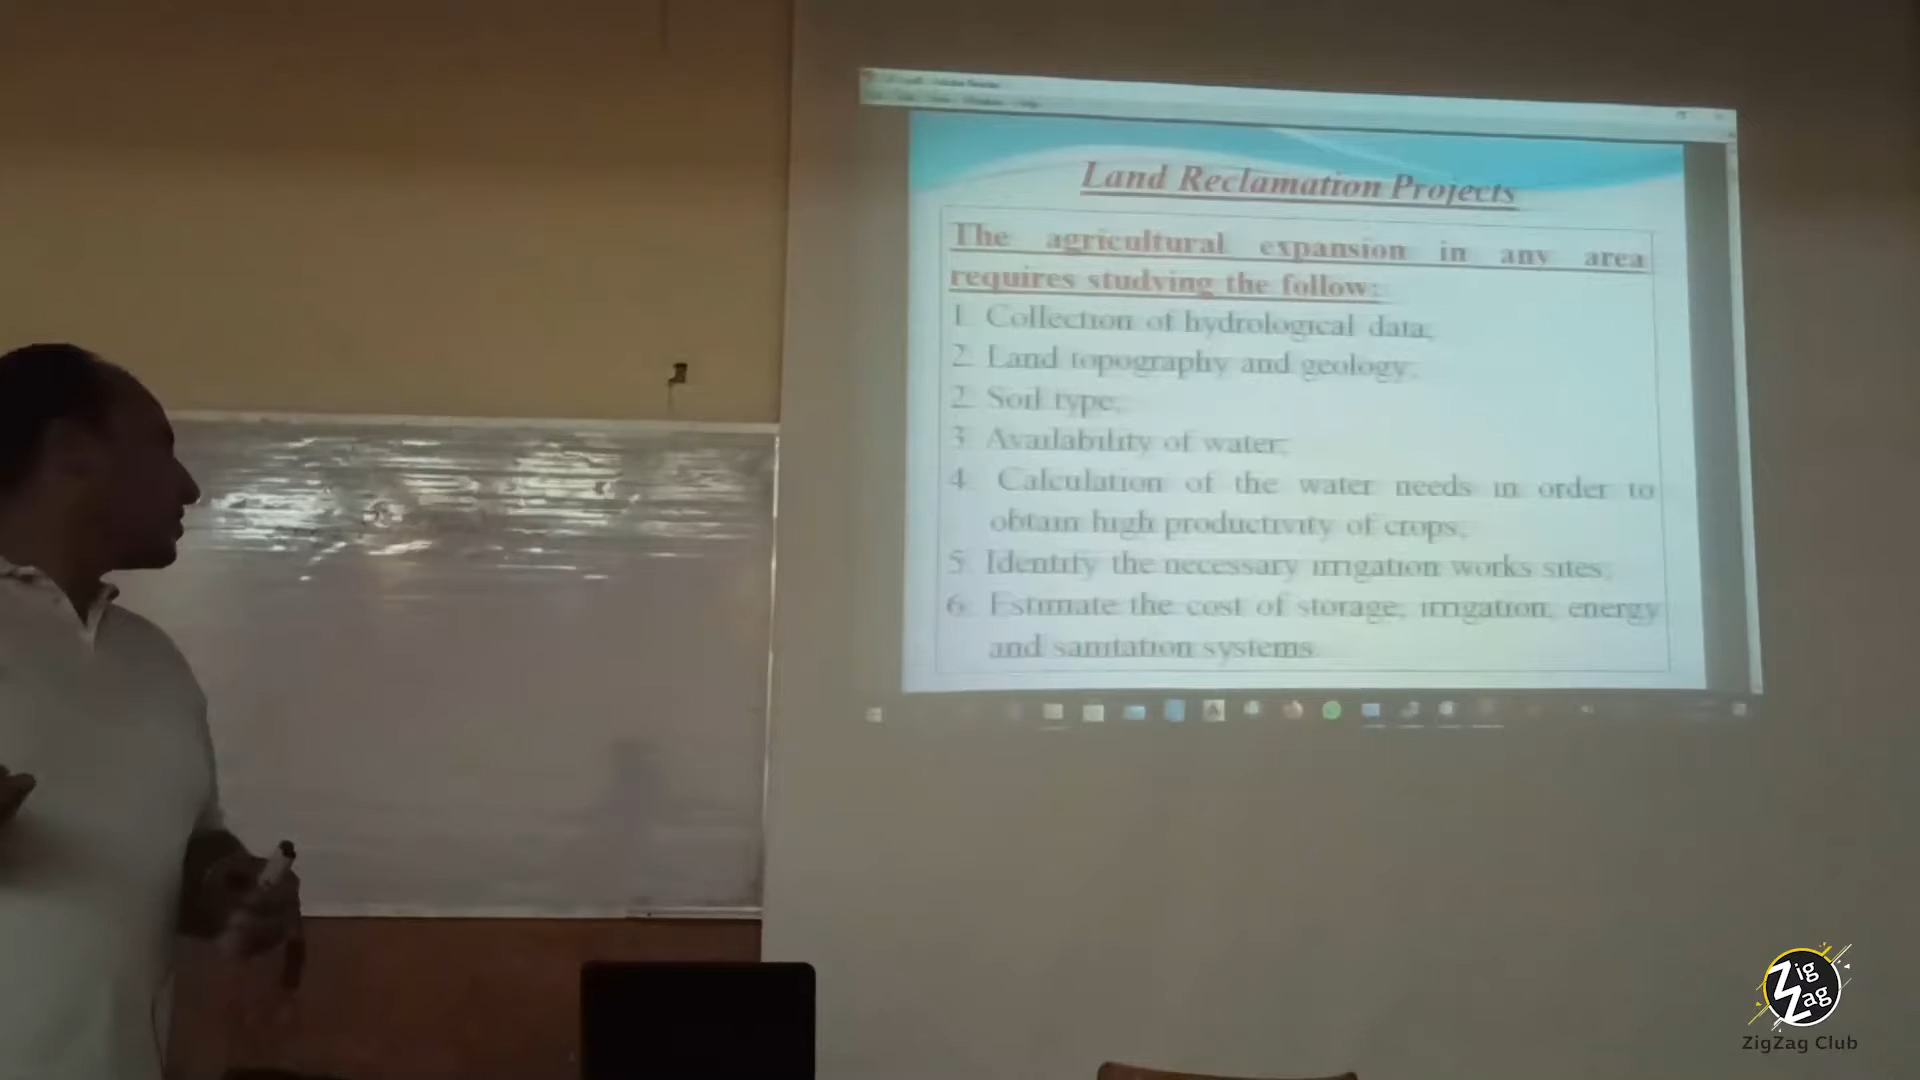 Land Reclamation Projects
The agricultural expansion in any area
requires studying the follow:
1. Collection of hydrological data,
2. Land topography and geology,
2. Soil type,
3. Availability of water,
4. Calculation of the water needs in order to
obtain high productivity of crops,
5. Identify the necessary irrigation works sites,
6. Estimate the cost of storage, irrigation, energy
and sanitation systems.
Zig
Zag
ZigZag Club